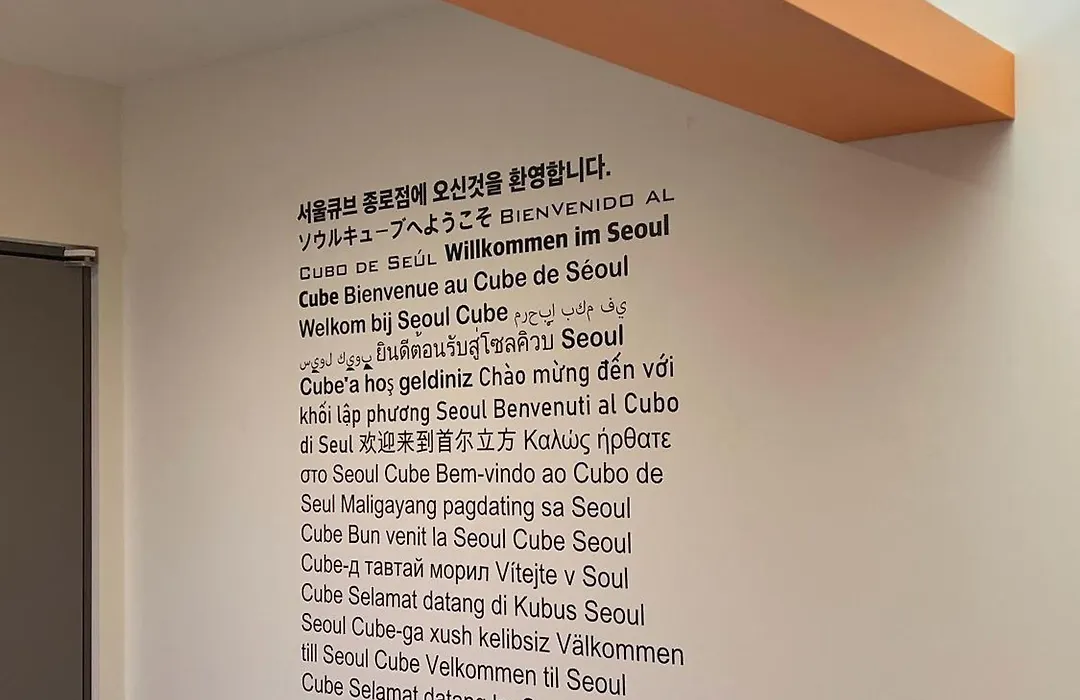 서울큐브 종로점에 오신것을 환영합니다.
ソウルキューブへようこそ BIENVENIDO AL
CUBO DE SEÚL Willkommen im Seoul
Cube Bienvenue au Cube de Séoul
Welkom bij Seoul Cube يف مكب ابحرم
بويك لويس ยินดีต้อนรับสู่โซลคิวบ Seoul
Cube'a hoş geldiniz Chào mừng đến với
khối lập phương Seoul Benvenuti al Cubo
di Seul 欢迎来到首尔立方 Καλώς ήρθατε
στο Seoul Cube Bem-vindo ao Cubo de
Seul Maligayang pagdating sa Seoul
Cube Bun venit la Seoul Cube Seoul
Cube-д тавтай морил Vítejte v Soul
Cube Selamat datang di Kubus Seoul
Seoul Cube-ga xush kelibsiz Välkommen
till Seoul Cube Velkommen til Seoul
Cube Selamat datang